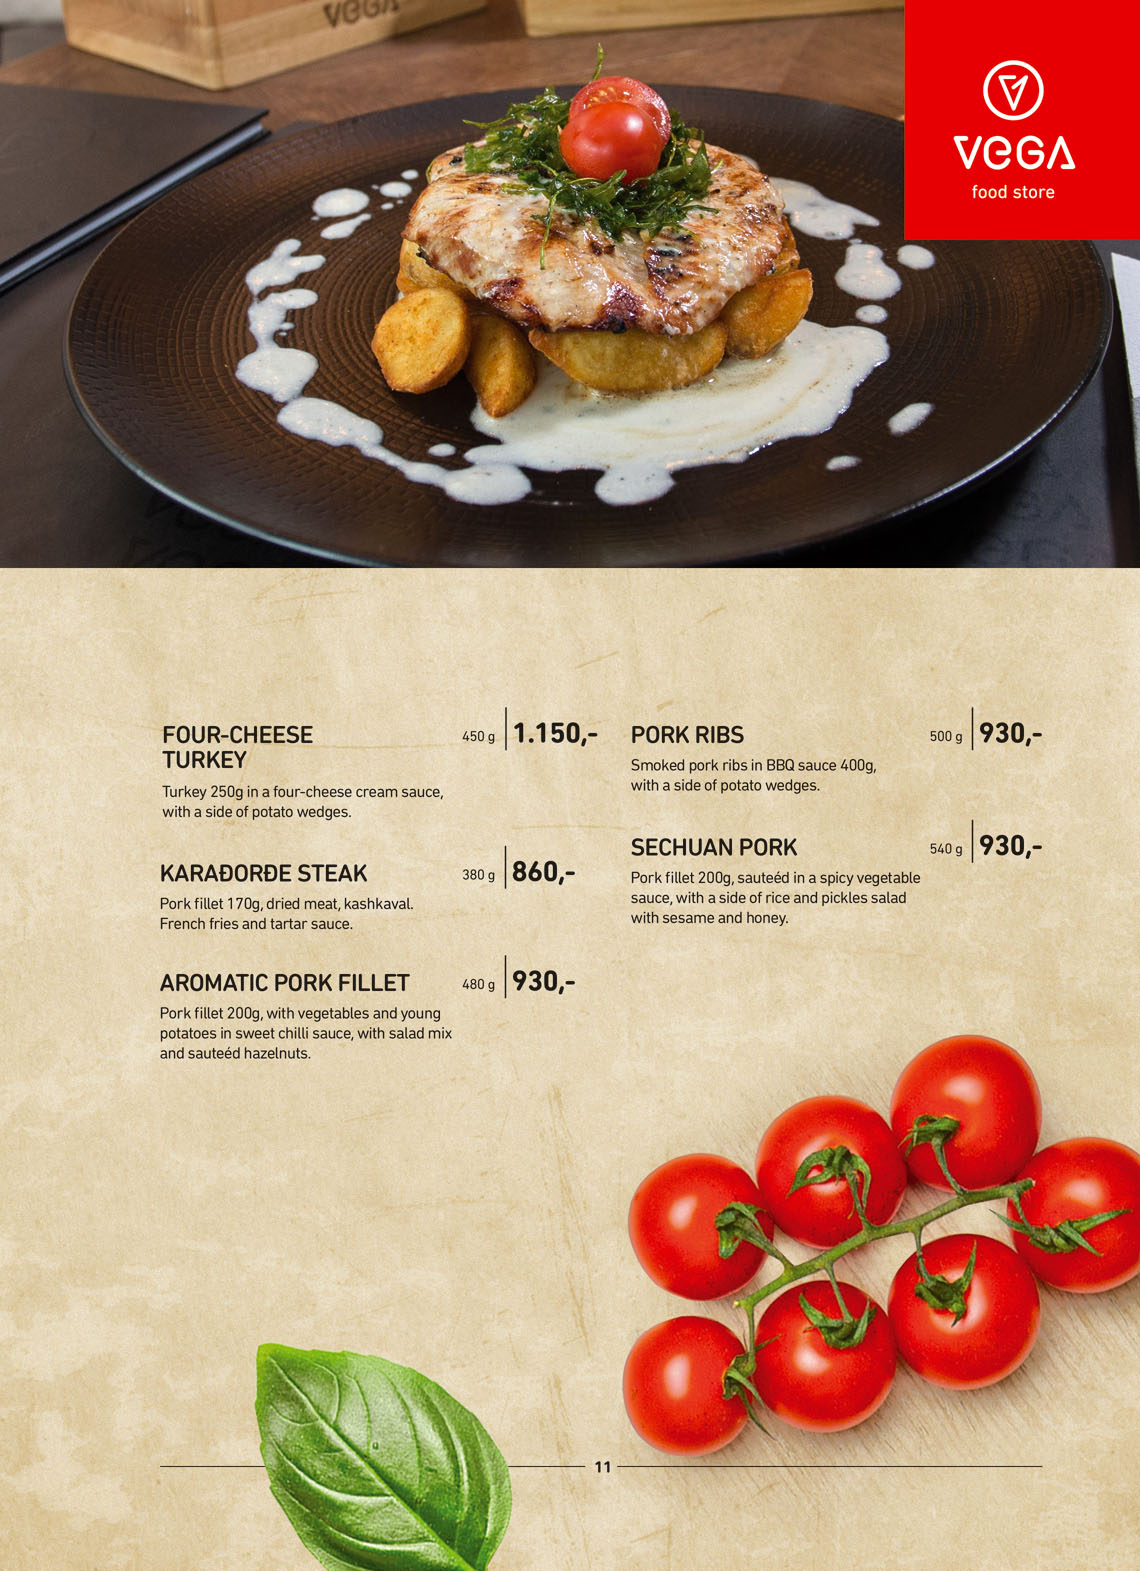 VEGA
VEGA
food store
FOUR-CHEESE
TURKEY
450 g
1.150,-
Turkey 250g in a four-cheese cream sauce,
with a side of potato wedges.
KARAĐORĐE STEAK
380 g
860,-
Pork fillet 170g, dried meat, kashkaval.
French fries and tartar sauce.
AROMATIC PORK FILLET
480 g
930,-
Pork fillet 200g, with vegetables and young
potatoes in sweet chilli sauce, with salad mix
and sauteéd hazelnuts.
PORK RIBS
500 g
930,-
Smoked pork ribs in BBQ sauce 400g,
with a side of potato wedges.
SECHUAN PORK
540 g
930,-
Pork fillet 200g, sauteéd in a spicy vegetable
sauce, with a side of rice and pickles salad
with sesame and honey.
11